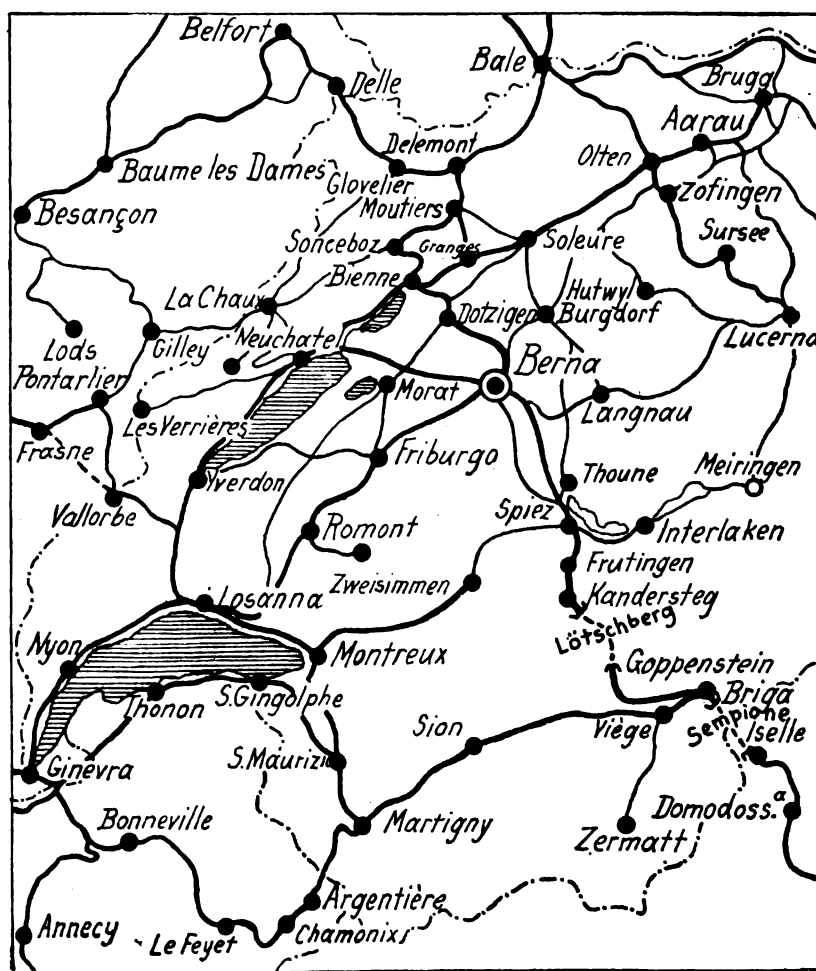 Belfort
Bale
Delle
Brugg
Aarau
Delemont
Olten
Baume les Dames
Glovelier
Zofingen
Besançon
Moutiers
Sonceboz
Granges
Soleure
Sursee
Bienne
La Chaux
Dotzigen
Hutwyl
Burgdorf
Lucerna
Neuchatel
Lods
Gilley
Berna
Pontarlier
Morat
Langnau
Les Verrières
Frasne
Friburgo
Thoune
Meiringen
Yverdon
Vallorbe
Spiez
Interlaken
Romont
Frutingen
Zweisimmen
Kandersteg
Losanna
Lötschberg
Nyon
Montreux
Goppenstein
S. Gingolphe
Briga
Thonon
Viège
Sempione
Iselle
Sion
Ginevra
S. Maurizio
Bonneville
Martigny
Domodoss.a
Zermatt
Argentière
Annecy
Le Feyet
Chamonix